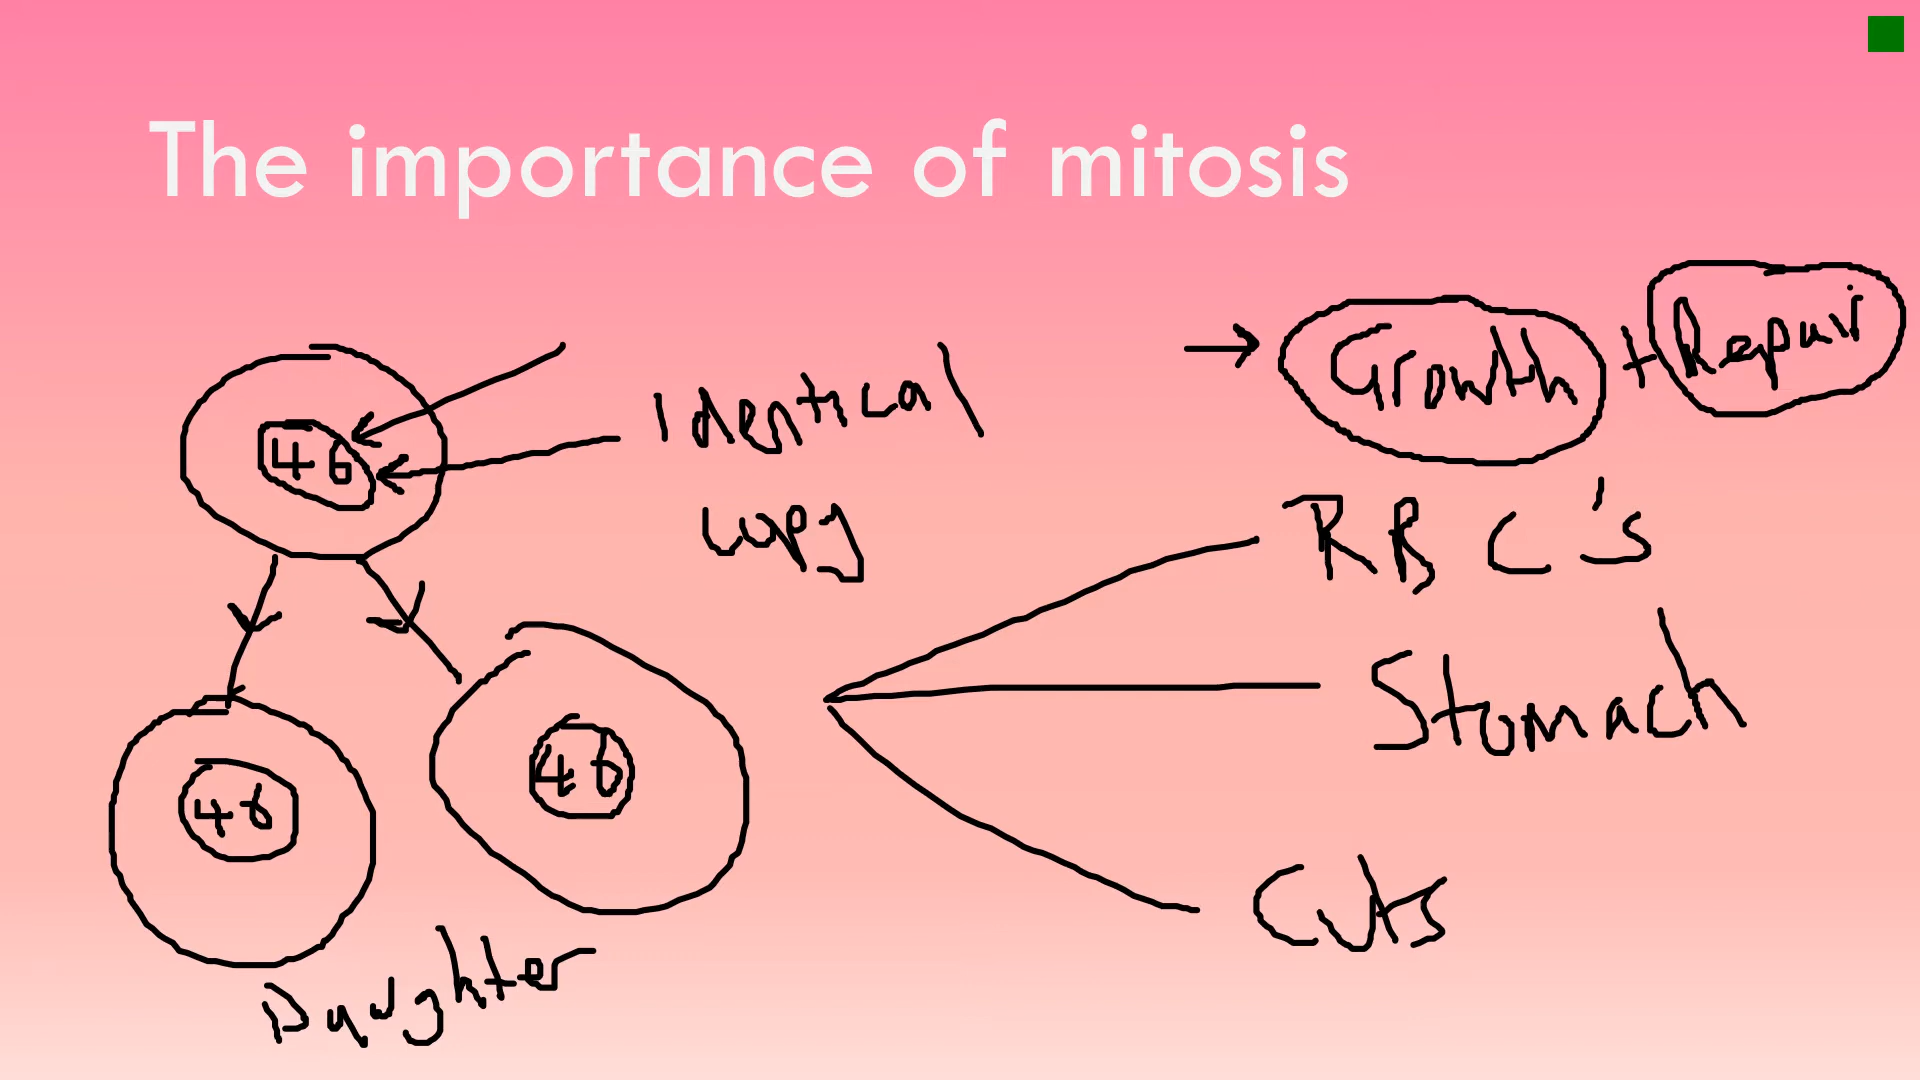 The importance of mitosis
Growth + Repair
46
Identical
copy
RBC's
Stomach
46
46
Cuts
Daughter